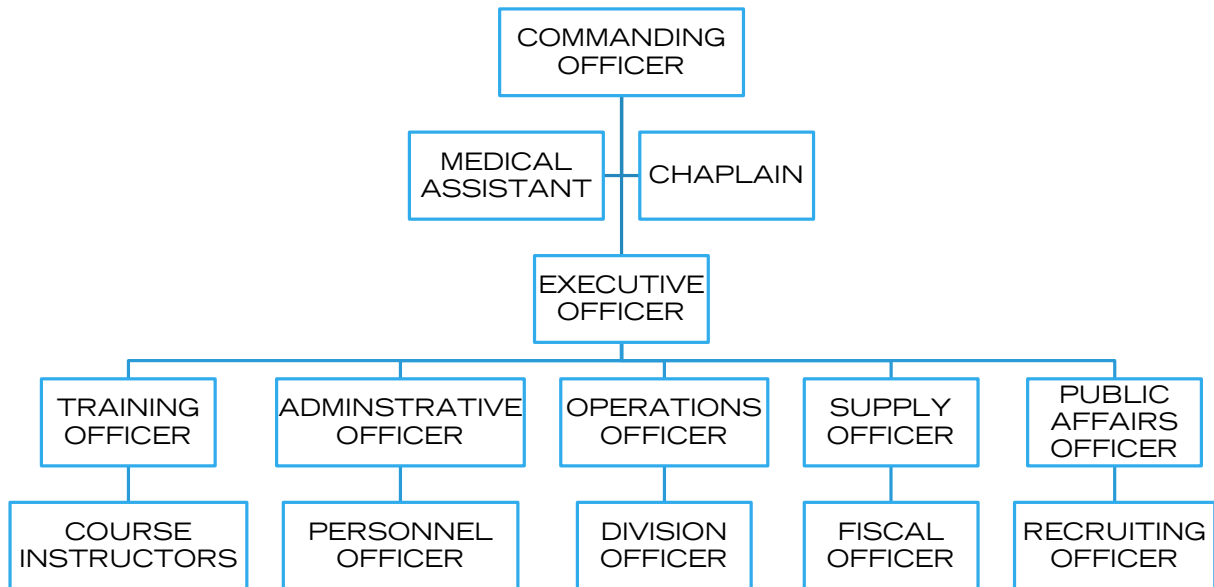 COMMANDING
OFFICER
MEDICAL
ASSISTANT
CHAPLAIN
EXECUTIVE
OFFICER
TRAINING
OFFICER
ADMINSTRATIVE
OFFICER
OPERATIONS
OFFICER
SUPPLY
OFFICER
PUBLIC
AFFAIRS
OFFICER
COURSE
INSTRUCTORS
PERSONNEL
OFFICER
DIVISION
OFFICER
FISCAL
OFFICER
RECRUITING
OFFICER